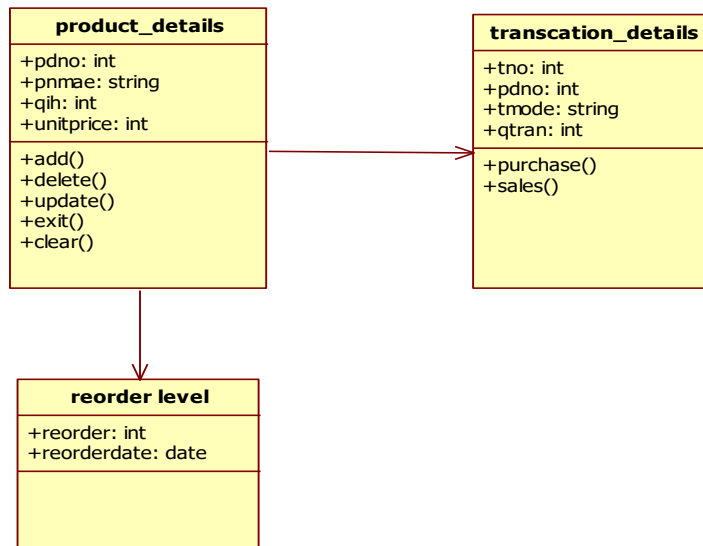 product_details
+pdno: int
+pnmae: string
+qih: int
+unitprice: int
+add()
+delete()
+update()
+exit()
+clear()
transcation_details
+tno: int
+pdno: int
+tmode: string
+qtran: int
+purchase()
+sales()
reorder level
+reorder: int
+reorderdate: date